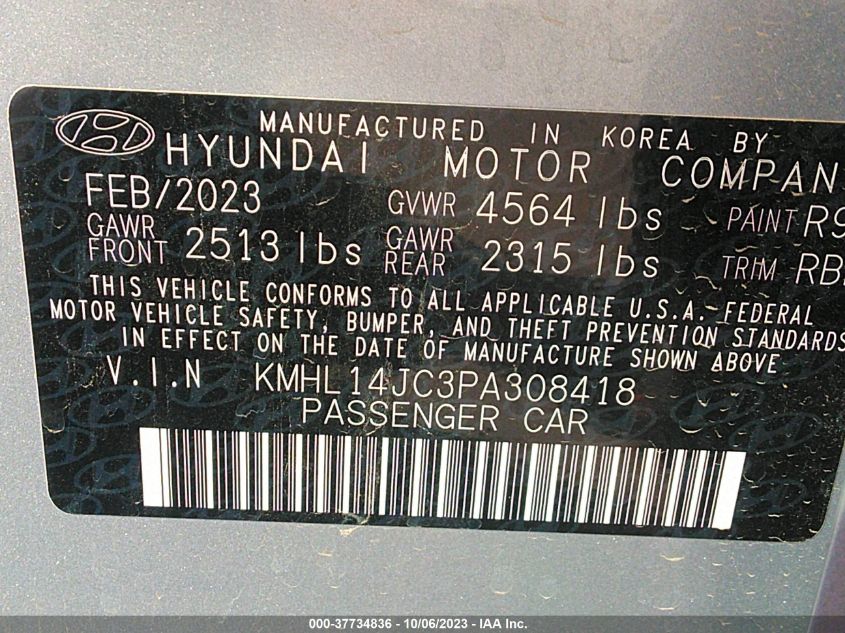 MANUFACTURED IN KOREA BY
HYUNDAI MOTOR COMPAN
FEB/2023 GVWR 4564 lbs PAINT R9
GAWR FRONT 2513 lbs GAWR REAR 2315 lbs TRIM RB
THIS VEHICLE CONFORMS TO ALL APPLICABLE U.S.A. FEDERAL
MOTOR VEHICLE SAFETY, BUMPER, AND THEFT PREVENTION STANDARDS
IN EFFECT ON THE DATE OF MANUFACTURE SHOWN ABOVE
V.I.N KMHL14JC3PA308418
PASSENGER CAR
000-37734836 - 10/06/2023 - IAA Inc.